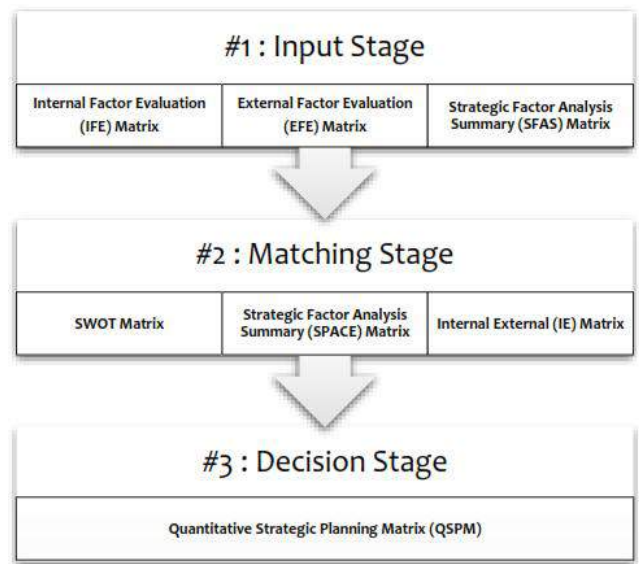 #1 : Input Stage
Internal Factor Evaluation
(IFE) Matrix
External Factor Evaluation
(EFE) Matrix
Strategic Factor Analysis
Summary (SFAS) Matrix
#2 : Matching Stage
SWOT Matrix
Strategic Factor Analysis
Summary (SPACE) Matrix
Internal External (IE) Matrix
#3 : Decision Stage
Quantitative Strategic Planning Matrix (QSPM)